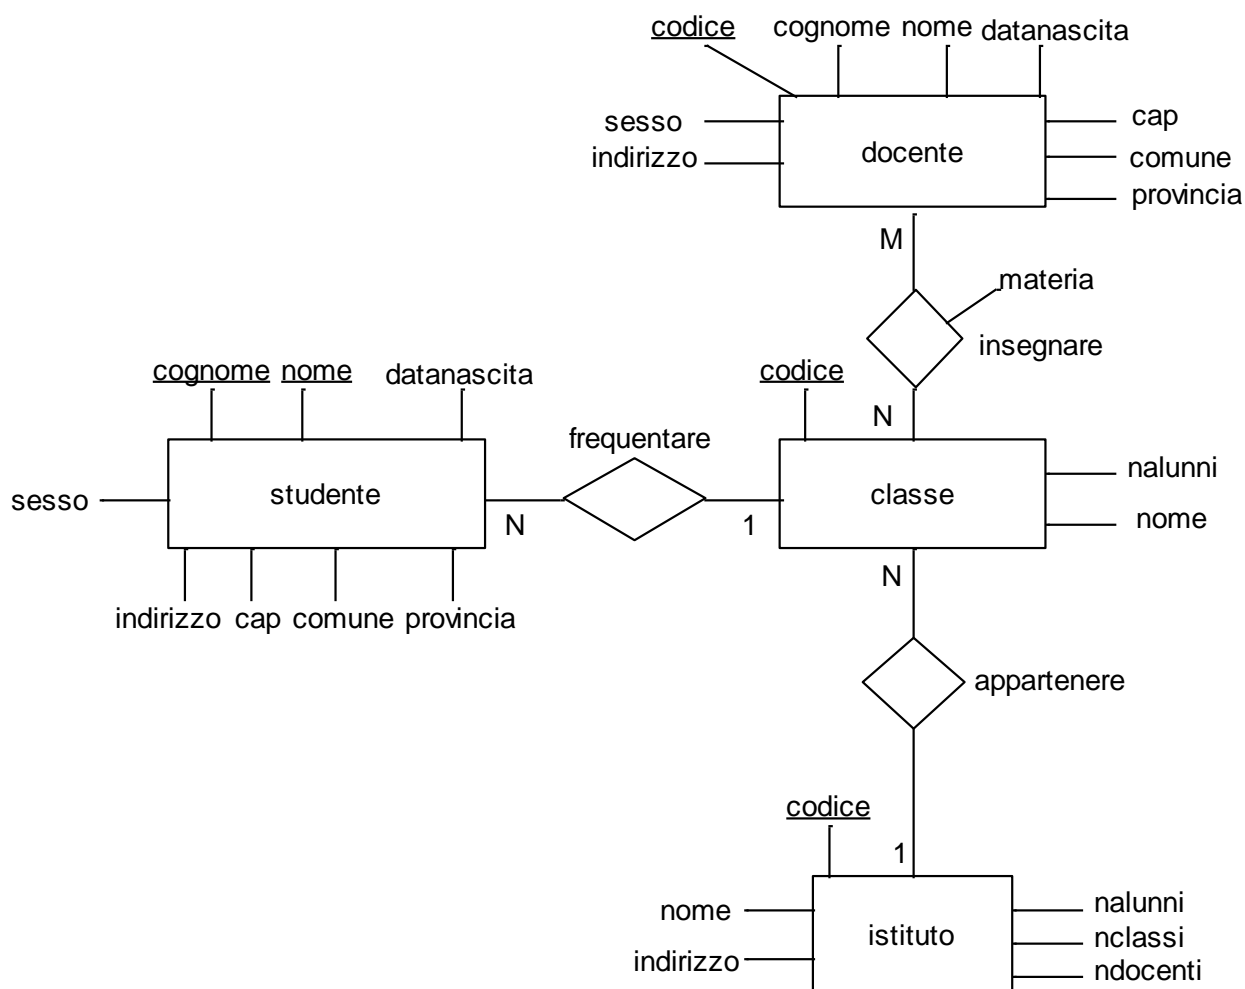 codice cognome nome datanascita
sesso
cap
docente
indirizzo
comune
provincia
M
materia
insegnare
cognome nome datanascita
codice
N
frequentare
nalunni
sesso
studente
classe
N
1
nome
N
indirizzo cap comune provincia
appartenere
codice
1
nome
nalunni
istituto
nclassi
indirizzo
ndocenti